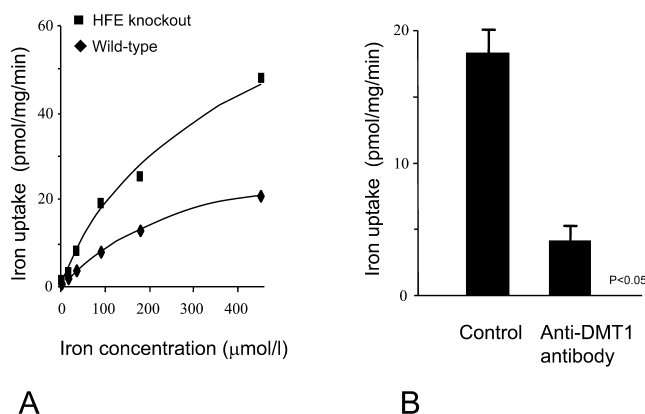 60
40
20
0
Iron uptake (pmol/mg/min)
HFE knockout
Wild-type
0 100 200 300 400
Iron concentration (μmol/l)
A
20
10
0
Iron uptake (pmol/mg/min)
P<0.05
Control
Anti-DMT1
antibody
B